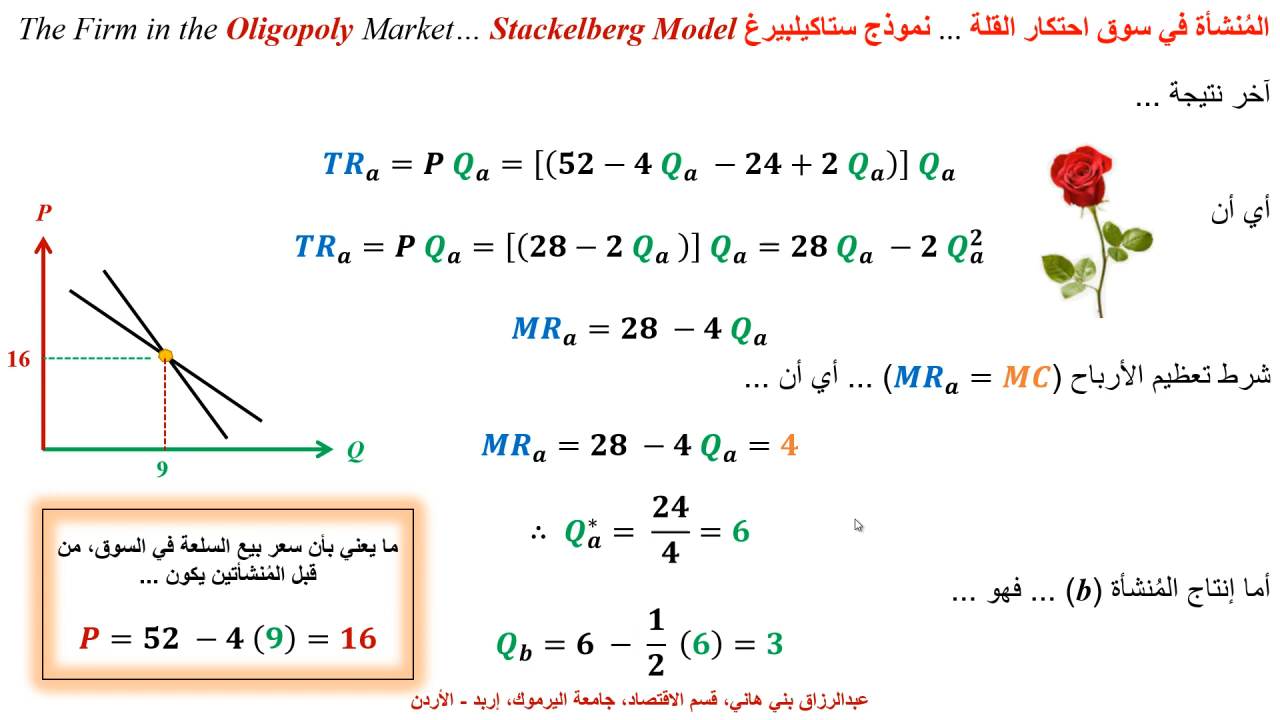 The Firm in the Oligopoly Market… Stackelberg Model المُنشأة في سوق احتكار القلة ... نموذج ستاكيلبيرغ
آخر نتيجة ...
TRₐ = P Qₐ = [(52 − 4 Qₐ − 24 + 2 Qₐ)] Qₐ
أي أن
TRₐ = P Qₐ = [(28 − 2 Qₐ )] Qₐ = 28 Qₐ − 2 Qₐ²
MRₐ = 28 − 4 Qₐ
شرط تعظيم الأرباح (MRₐ = MC) ... أي أن ...
MRₐ = 28 − 4 Qₐ = 4
∴ Qₐ* = 24/4 = 6
أما إنتاج المُنشأة (b) ... فهو ...
Q_b = 6 − 1/2 (6) = 3
P
16
9
Q
ما يعني بأن سعر بيع السلعة في السوق، من
قبل المُنشأتين يكون ...
P = 52 − 4 (9) = 16
عبدالرزاق بني هاني، قسم الاقتصاد، جامعة اليرموك، إربد - الأردن